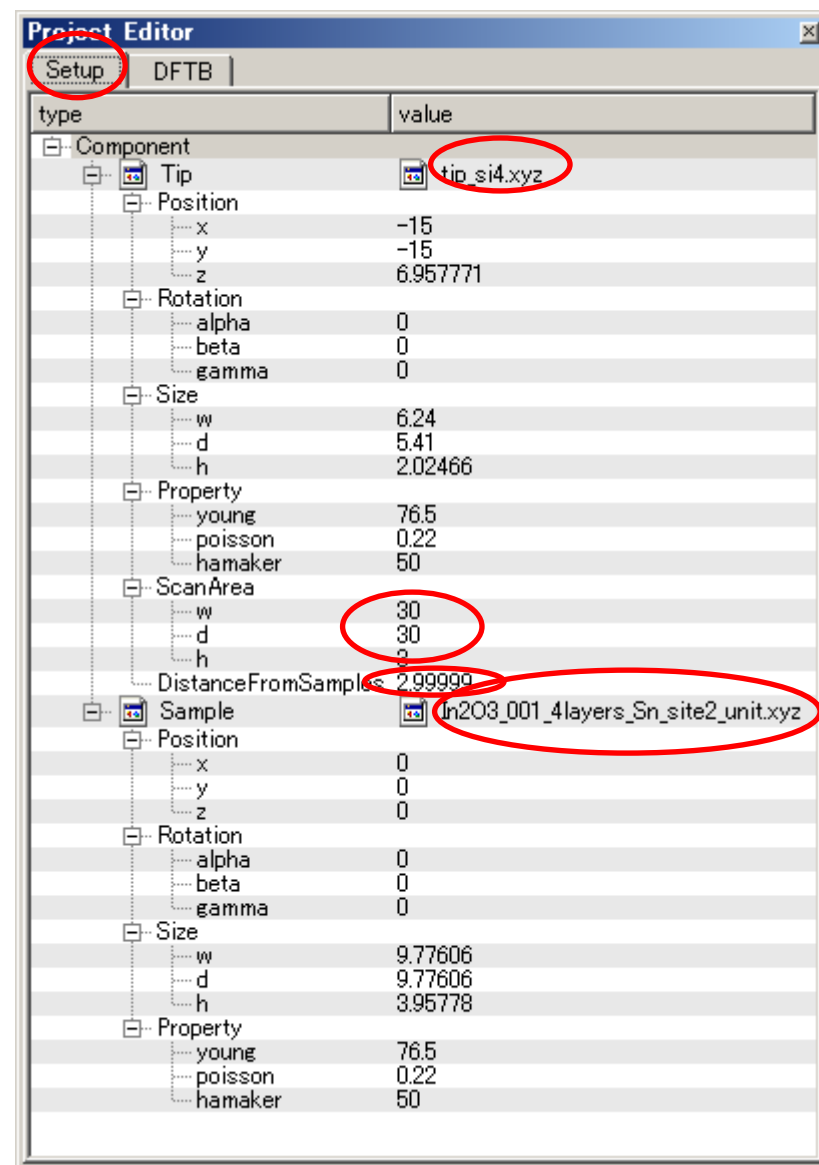 Project Editor
Setup DFTB
type value
Component
Tip tip_si4.xyz
Position
x -15
y -15
z 6.957771
Rotation
alpha 0
beta 0
gamma 0
Size
w 6.24
d 5.41
h 2.02466
Property
young 76.5
poisson 0.22
hamaker 50
ScanArea
w 30
d 30
h 3
DistanceFromSamples 2.99999
Sample In2O3_001_4layers_Sn_site2_unit.xyz
Position
x 0
y 0
z 0
Rotation
alpha 0
beta 0
gamma 0
Size
w 9.77606
d 9.77606
h 3.95778
Property
young 76.5
poisson 0.22
hamaker 50